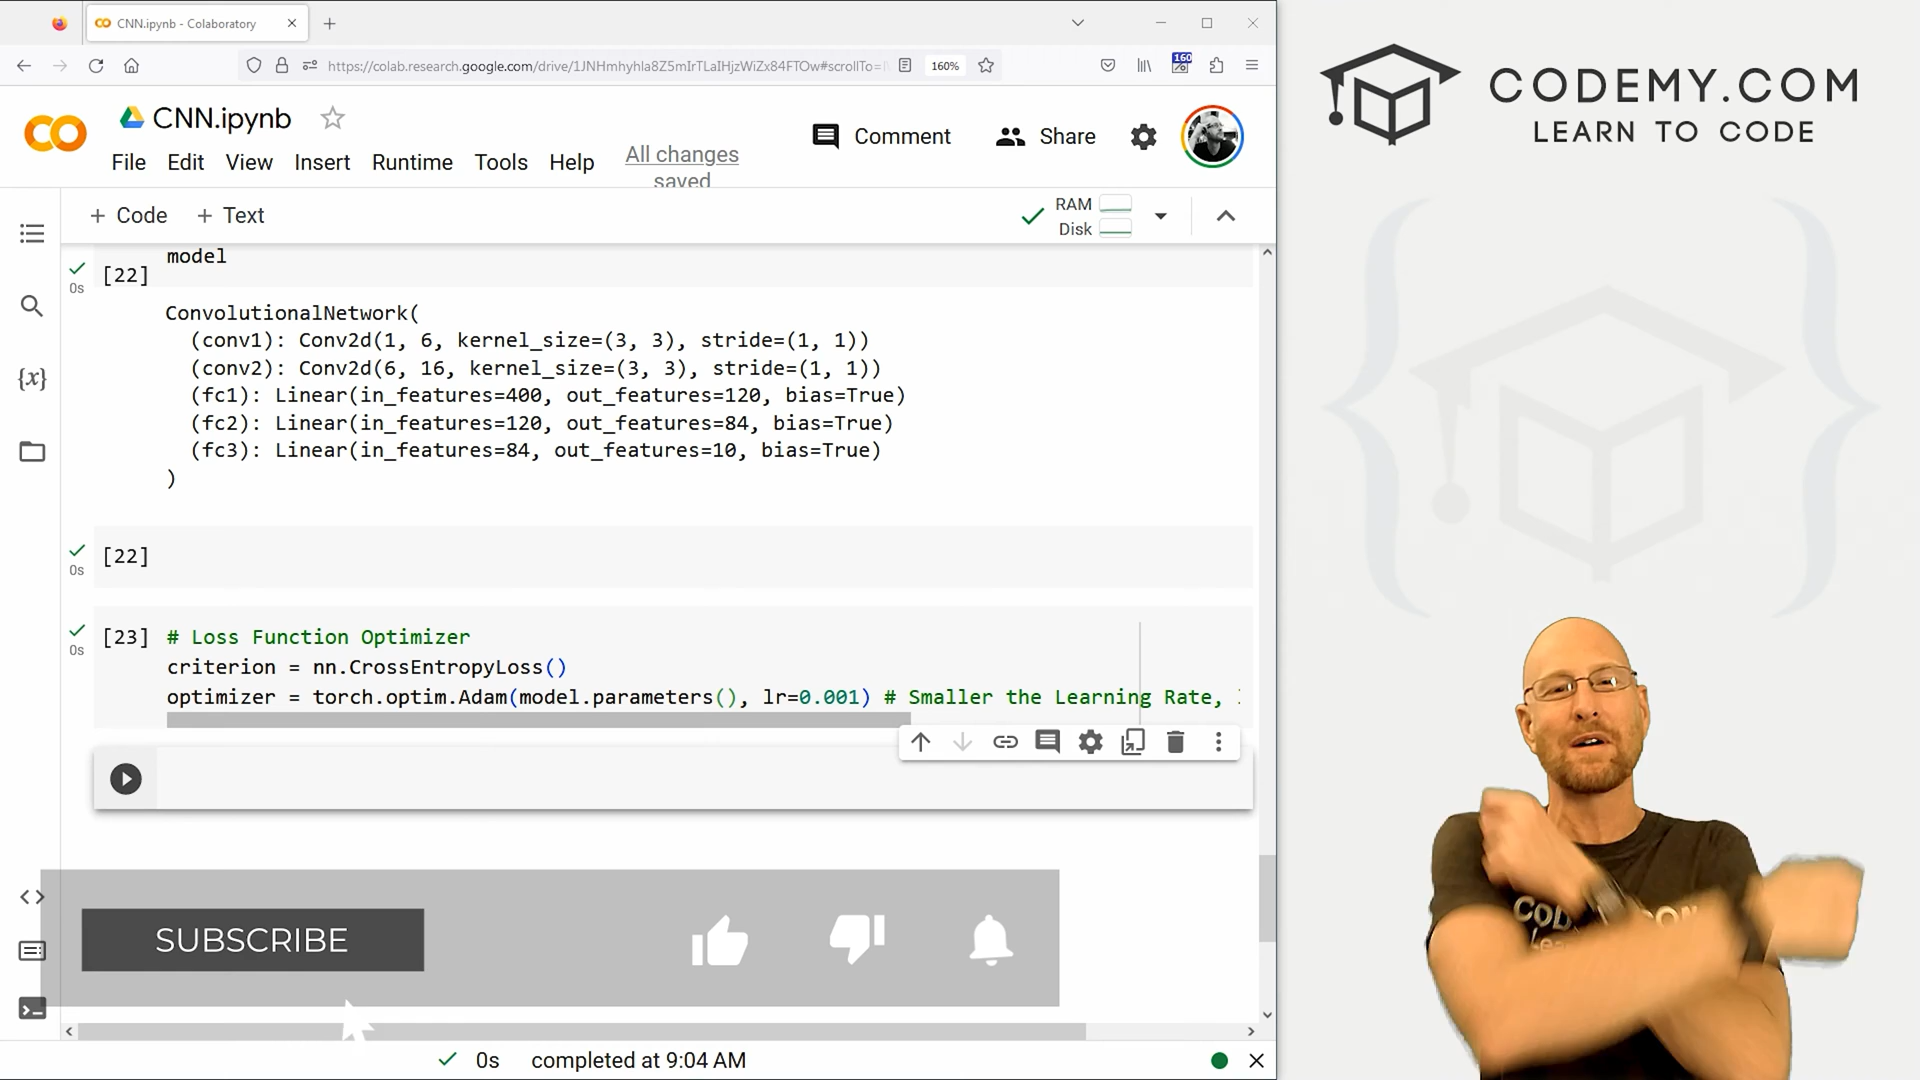 CNN.ipynb - Colaboratory
https://colab.research.google.com/drive/1JNHmhyhla8Z5mIrTLaIHjzWiZx84FTOw#scrollTo=
160%
160
CNN.ipynb
File Edit View Insert Runtime Tools Help
All changes
saved
Comment
Share
+ Code + Text
RAM
Disk
model
[22]
0s
ConvolutionalNetwork(
(conv1): Conv2d(1, 6, kernel_size=(3, 3), stride=(1, 1))
(conv2): Conv2d(6, 16, kernel_size=(3, 3), stride=(1, 1))
(fc1): Linear(in_features=400, out_features=120, bias=True)
(fc2): Linear(in_features=120, out_features=84, bias=True)
(fc3): Linear(in_features=84, out_features=10, bias=True)
)
[22]
0s
[23] # Loss Function Optimizer
0s
criterion = nn.CrossEntropyLoss()
optimizer = torch.optim.Adam(model.parameters(), lr=0.001) # Smaller the Learning Rate,
SUBSCRIBE
0s completed at 9:04 AM
CODEMY.COM
LEARN TO CODE